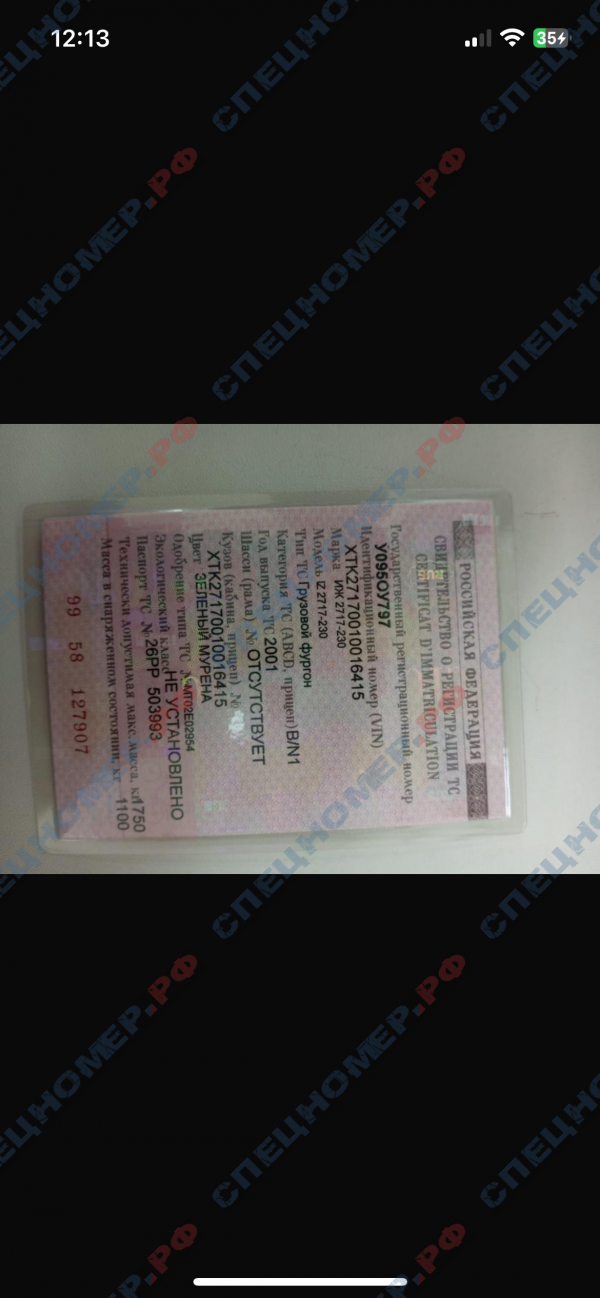 12:13
35
РОССИЙСКАЯ ФЕДЕРАЦИЯ
СВИДЕТЕЛЬСТВО О РЕГИСТРАЦИИ ТС
CERTIFICAT D'IMMATRICULATION
Государственный регистрационный номер
У095ОУ797
Идентификационный номер (VIN)
XTK27170010016415
Марка ИЖ 2717-230
Модель IZ 2717-230
Тип ТС Грузовой фургон
Категория ТС (ABCD, прицеп) B/N1
Год выпуска ТС 2001
Шасси (рама) № ОТСУТСТВУЕТ
Кузов (кабина, прицеп) №
XTK27170010016415
Цвет ЗЕЛЕНЫЙ МУРЕНА
Одобрение типа ТС № МТ02Е02954
Экологический класс НЕ УСТАНОВЛЕНО
Паспорт ТС № 26РР 503993
Технически допустимая макс. масса, кг 1750
Масса в снаряженном состоянии, кг 1100
99 58 127907
СПЕЦНОМЕР.РФ